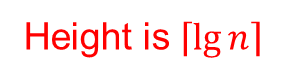 Height is ⌈lg n⌉